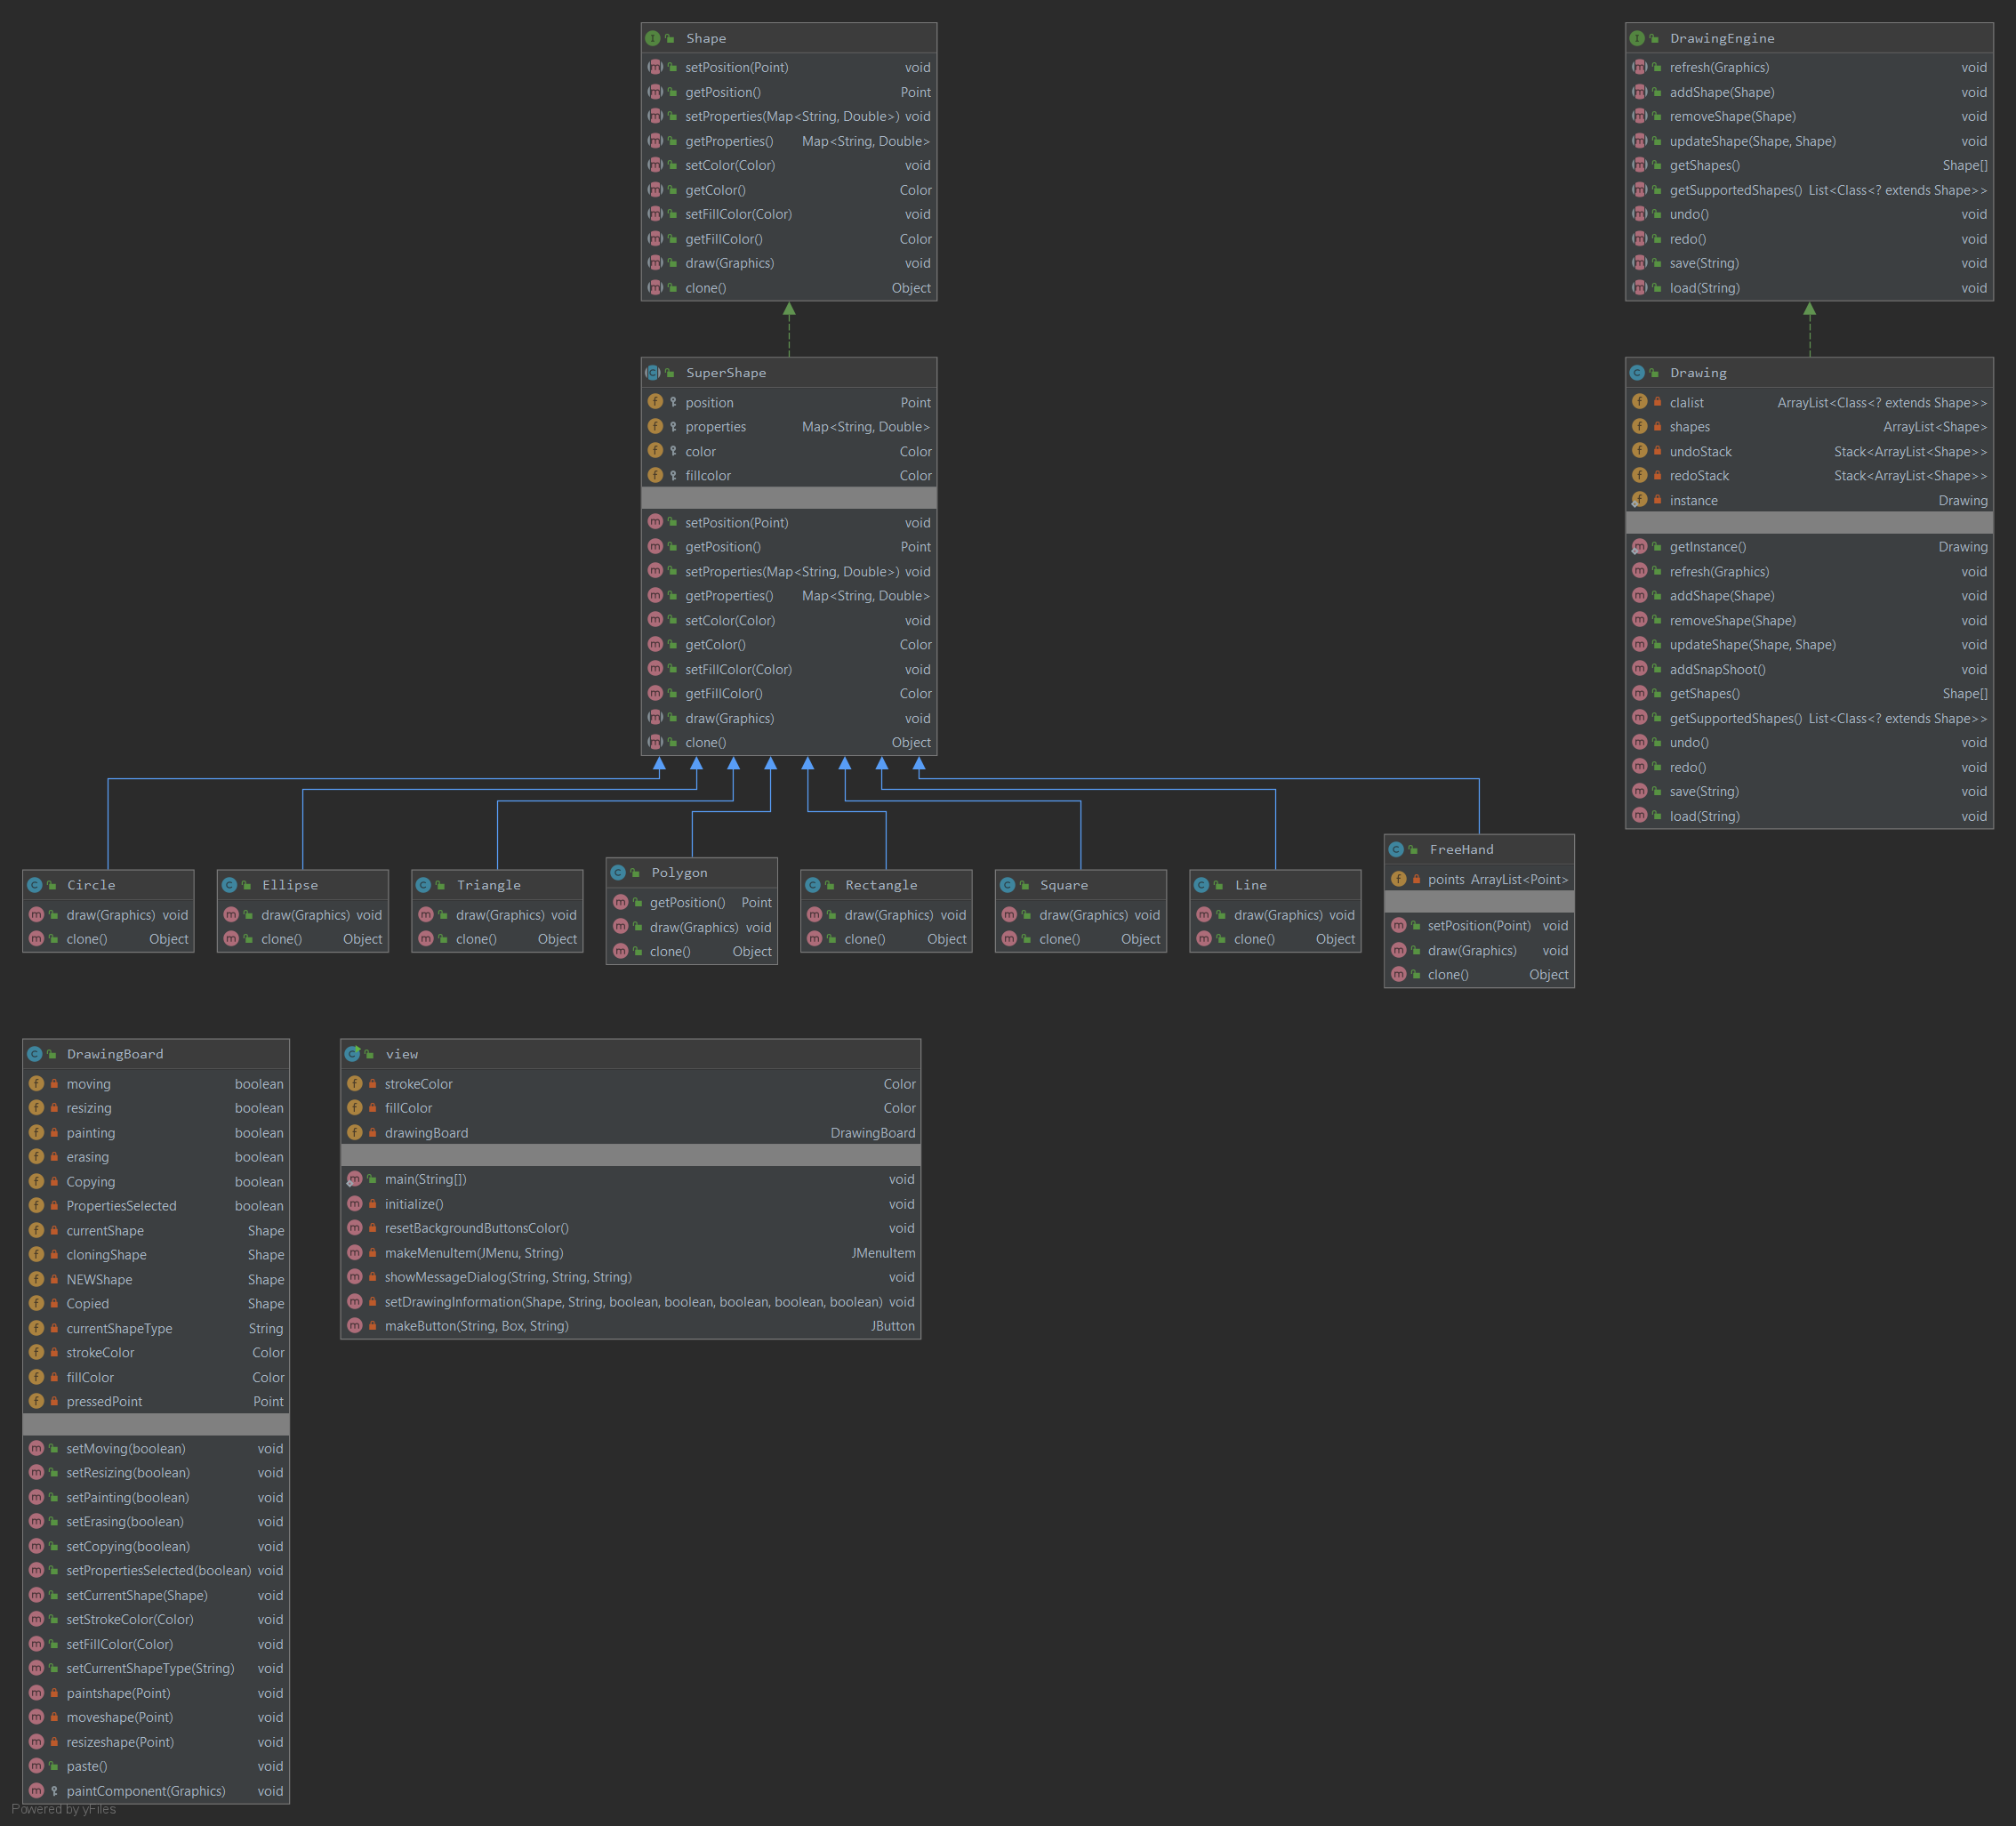 Shape
setPosition(Point) void
getPosition() Point
setProperties(Map<String, Double>) void
getProperties() Map<String, Double>
setColor(Color) void
getColor() Color
setFillColor(Color) void
getFillColor() Color
draw(Graphics) void
clone() Object
DrawingEngine
refresh(Graphics) void
addShape(Shape) void
removeShape(Shape) void
updateShape(Shape, Shape) void
getShapes() Shape[]
getSupportedShapes() List<Class<? extends Shape>>
undo() void
redo() void
save(String) void
load(String) void
SuperShape
position Point
properties Map<String, Double>
color Color
fillcolor Color
setPosition(Point) void
getPosition() Point
setProperties(Map<String, Double>) void
getProperties() Map<String, Double>
setColor(Color) void
getColor() Color
setFillColor(Color) void
getFillColor() Color
draw(Graphics) void
clone() Object
Drawing
clalist ArrayList<Class<? extends Shape>>
shapes ArrayList<Shape>
undoStack Stack<ArrayList<Shape>>
redoStack Stack<ArrayList<Shape>>
instance Drawing
getInstance() Drawing
refresh(Graphics) void
addShape(Shape) void
removeShape(Shape) void
updateShape(Shape, Shape) void
addSnapShoot() void
getShapes() Shape[]
getSupportedShapes() List<Class<? extends Shape>>
undo() void
redo() void
save(String) void
load(String) void
Circle
draw(Graphics) void
clone() Object
Ellipse
draw(Graphics) void
clone() Object
Triangle
draw(Graphics) void
clone() Object
Polygon
getPosition() Point
draw(Graphics) void
clone() Object
Rectangle
draw(Graphics) void
clone() Object
Square
draw(Graphics) void
clone() Object
Line
draw(Graphics) void
clone() Object
FreeHand
points ArrayList<Point>
setPosition(Point) void
draw(Graphics) void
clone() Object
DrawingBoard
moving boolean
resizing boolean
painting boolean
erasing boolean
Copying boolean
PropertiesSelected boolean
currentShape Shape
cloningShape Shape
NEWShape Shape
Copied Shape
currentShapeType String
strokeColor Color
fillColor Color
pressedPoint Point
setMoving(boolean) void
setResizing(boolean) void
setPainting(boolean) void
setErasing(boolean) void
setCopying(boolean) void
setPropertiesSelected(boolean) void
setCurrentShape(Shape) void
setStrokeColor(Color) void
setFillColor(Color) void
setCurrentShapeType(String) void
paintshape(Point) void
moveshape(Point) void
resizeshape(Point) void
paste() void
paintComponent(Graphics) void
view
strokeColor Color
fillColor Color
drawingBoard DrawingBoard
main(String[]) void
initialize() void
resetBackgroundButtonsColor() void
makeMenuItem(JMenu, String) JMenuItem
showMessageDialog(String, String, String) void
setDrawingInformation(Shape, String, boolean, boolean, boolean, boolean, boolean) void
makeButton(String, Box, String) JButton
Powered by yFiles